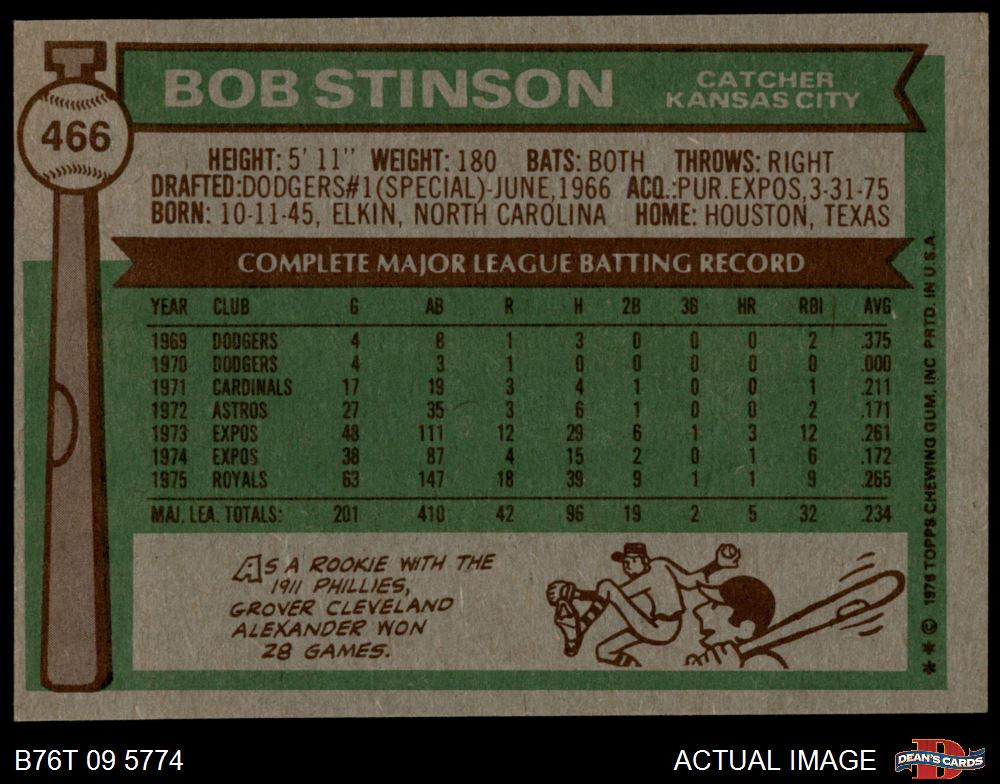 466
BOB STINSON
CATCHER
KANSAS CITY
HEIGHT: 5' 11" WEIGHT: 180 BATS: BOTH THROWS: RIGHT
DRAFTED:DODGERS#1(SPECIAL)-JUNE,1966 ACQ.:PUR.EXPOS,3-31-75
BORN: 10-11-45, ELKIN, NORTH CAROLINA HOME: HOUSTON, TEXAS
COMPLETE MAJOR LEAGUE BATTING RECORD
YEAR CLUB G AB R H 2B 3B HR RBI AVG
1969 DODGERS 4 8 1 3 0 0 0 2 .375
1970 DODGERS 4 3 1 0 0 0 0 0 .000
1971 CARDINALS 17 19 3 4 1 0 0 1 .211
1972 ASTROS 27 35 3 6 1 0 0 2 .171
1973 EXPOS 48 111 12 29 6 1 3 12 .261
1974 EXPOS 38 87 4 15 2 0 1 6 .172
1975 ROYALS 63 147 18 39 9 1 1 9 .265
MAJ. LEA. TOTALS: 201 410 42 96 19 2 5 32 .234
AS A ROOKIE WITH THE
1911 PHILLIES,
GROVER CLEVELAND
ALEXANDER WON
28 GAMES.
** © 1976 TOPPS CHEWING GUM, INC PRTD. IN U.S.A.
B76T 09 5774
ACTUAL IMAGE
D
DEAN'S CARDS